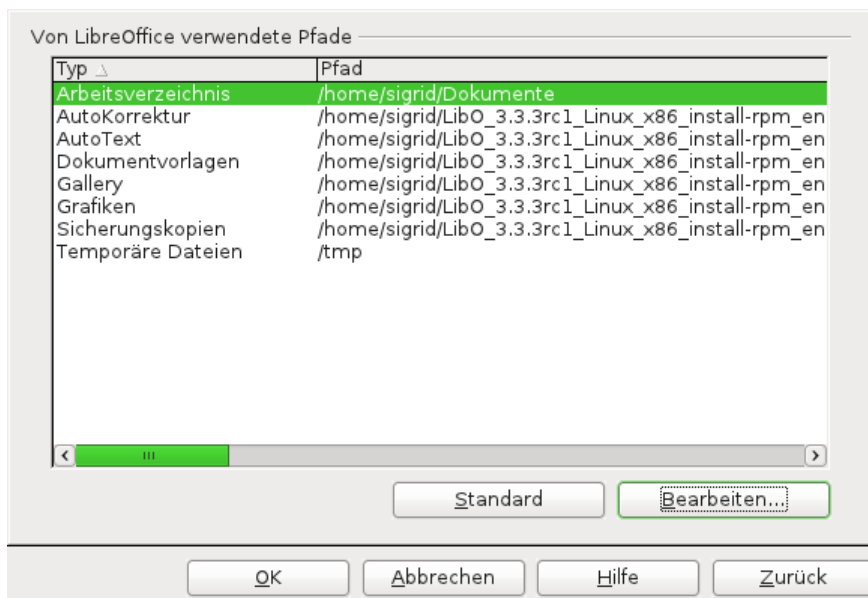 Von LibreOffice verwendete Pfade
Typ Pfad
Arbeitsverzeichnis /home/sigrid/Dokumente
AutoKorrektur /home/sigrid/LibO_3.3.3rc1_Linux_x86_install-rpm_en
AutoText /home/sigrid/LibO_3.3.3rc1_Linux_x86_install-rpm_en
Dokumentvorlagen /home/sigrid/LibO_3.3.3rc1_Linux_x86_install-rpm_en
Gallery /home/sigrid/LibO_3.3.3rc1_Linux_x86_install-rpm_en
Grafiken /home/sigrid/LibO_3.3.3rc1_Linux_x86_install-rpm_en
Sicherungskopien /home/sigrid/LibO_3.3.3rc1_Linux_x86_install-rpm_en
Temporäre Dateien /tmp
Standard Bearbeiten...
OK Abbrechen Hilfe Zurück